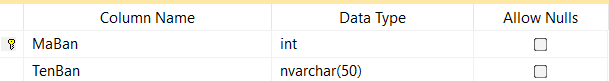 Column Name Data Type Allow Nulls
MaBan int
TenBan nvarchar(50)